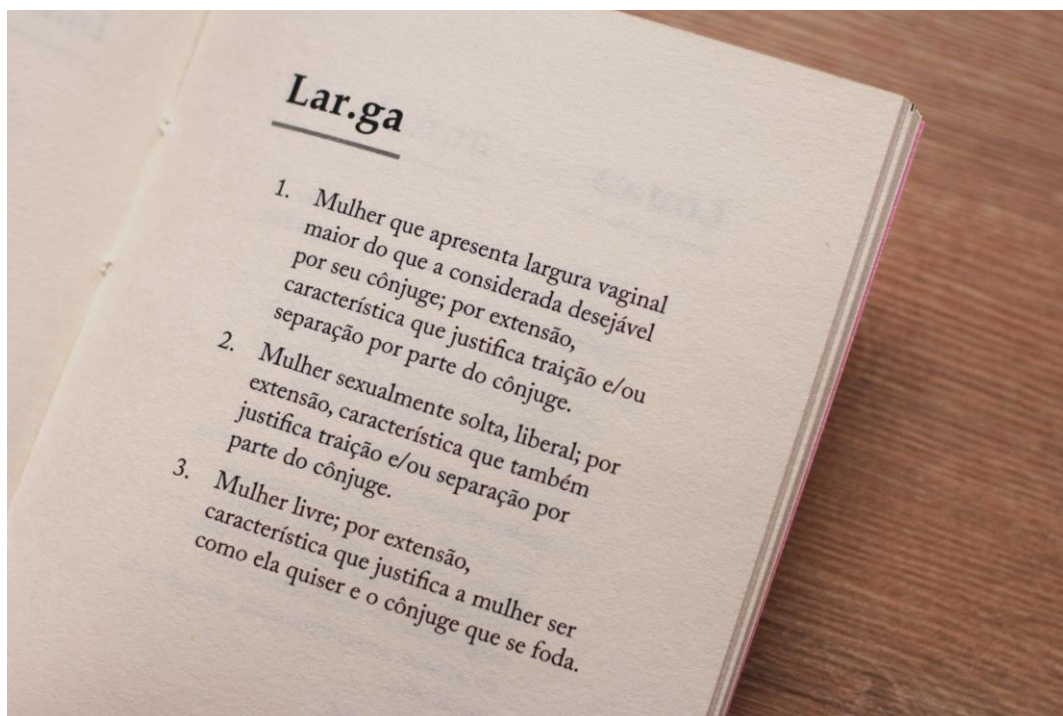 Lar.ga
1. Mulher que apresenta largura vaginal
maior do que a considerada desejável
por seu cônjuge; por extensão,
característica que justifica traição e/ou
separação por parte do cônjuge.
2. Mulher sexualmente solta, liberal; por
extensão, característica que também
justifica traição e/ou separação por
parte do cônjuge.
3. Mulher livre; por extensão,
característica que justifica a mulher ser
como ela quiser e o cônjuge que se foda.